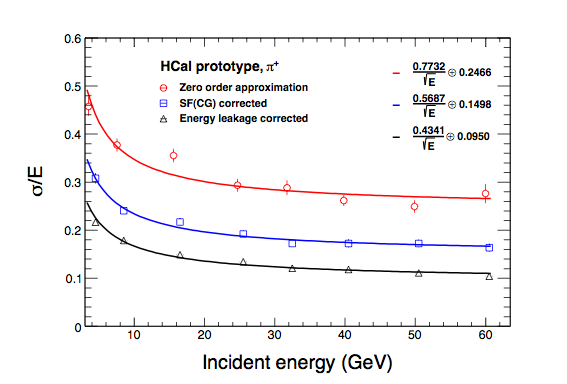 HCal prototype, π⁺
Zero order approximation
SF(CG) corrected
Energy leakage corrected
0.7732/√E ⊕ 0.2466
0.5687/√E ⊕ 0.1498
0.4341/√E ⊕ 0.0950
σ/E
0.6
0.5
0.4
0.3
0.2
0.1
0
10 20 30 40 50 60
Incident energy (GeV)